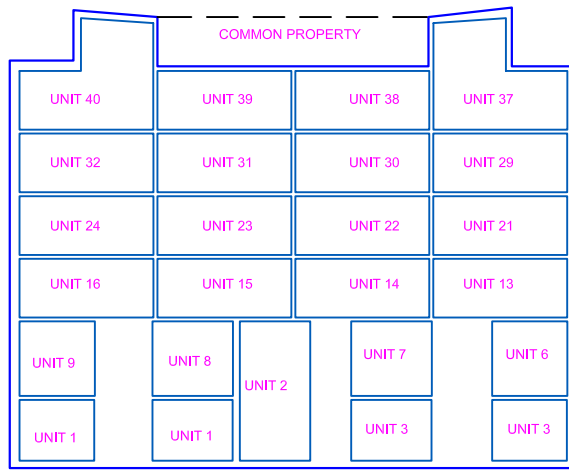 COMMON PROPERTY
UNIT 40
UNIT 39
UNIT 38
UNIT 37
UNIT 32
UNIT 31
UNIT 30
UNIT 29
UNIT 24
UNIT 23
UNIT 22
UNIT 21
UNIT 16
UNIT 15
UNIT 14
UNIT 13
UNIT 9
UNIT 8
UNIT 2
UNIT 7
UNIT 6
UNIT 1
UNIT 1
UNIT 3
UNIT 3